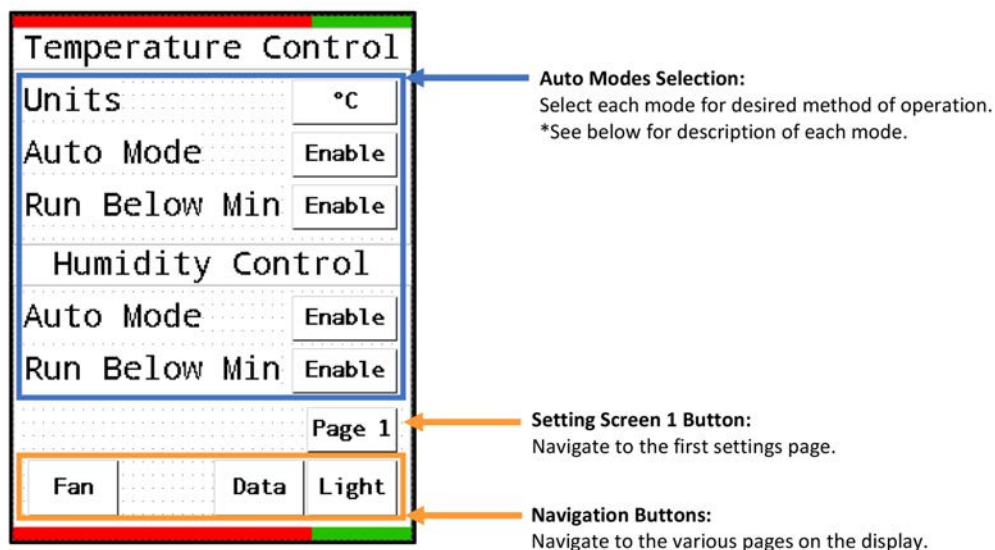 Temperature Control
Units °C
Auto Mode Enable
Run Below Min Enable
Humidity Control
Auto Mode Enable
Run Below Min Enable
Page 1
Fan Data Light
Auto Modes Selection:
Select each mode for desired method of operation.
*See below for description of each mode.
Setting Screen 1 Button:
Navigate to the first settings page.
Navigation Buttons:
Navigate to the various pages on the display.